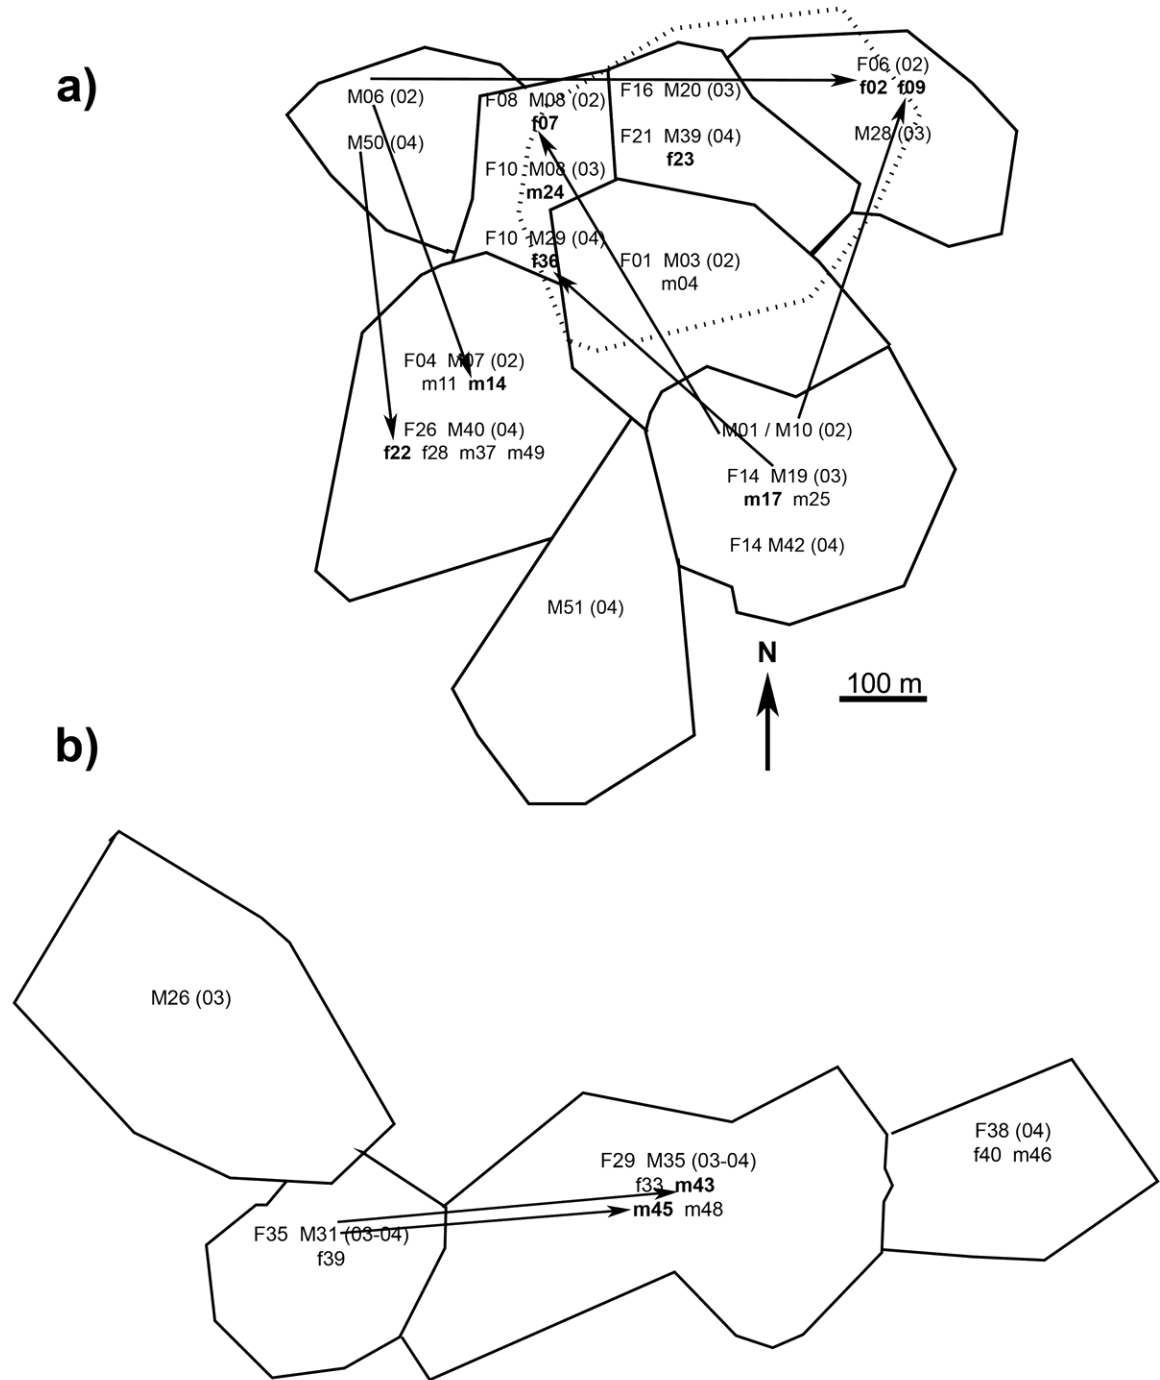 a)
M06 (02)
M50 (04)
F08 M08 (02)
f07
F10 M08 (03)
m24
F10 M29 (04)
f36
F16 M20 (03)
F21 M39 (04)
f23
F06 (02)
f02 f09
M28 (03)
F01 M03 (02)
m04
F04 M07 (02)
m11 m14
F26 M40 (04)
f22 f28 m37 m49
M01 / M10 (02)
F14 M19 (03)
m17 m25
F14 M42 (04)
M51 (04)
N
100 m
b)
M26 (03)
F35 M31 (03-04)
f39
F29 M35 (03-04)
f33 m43
m45 m48
F38 (04)
f40 m46